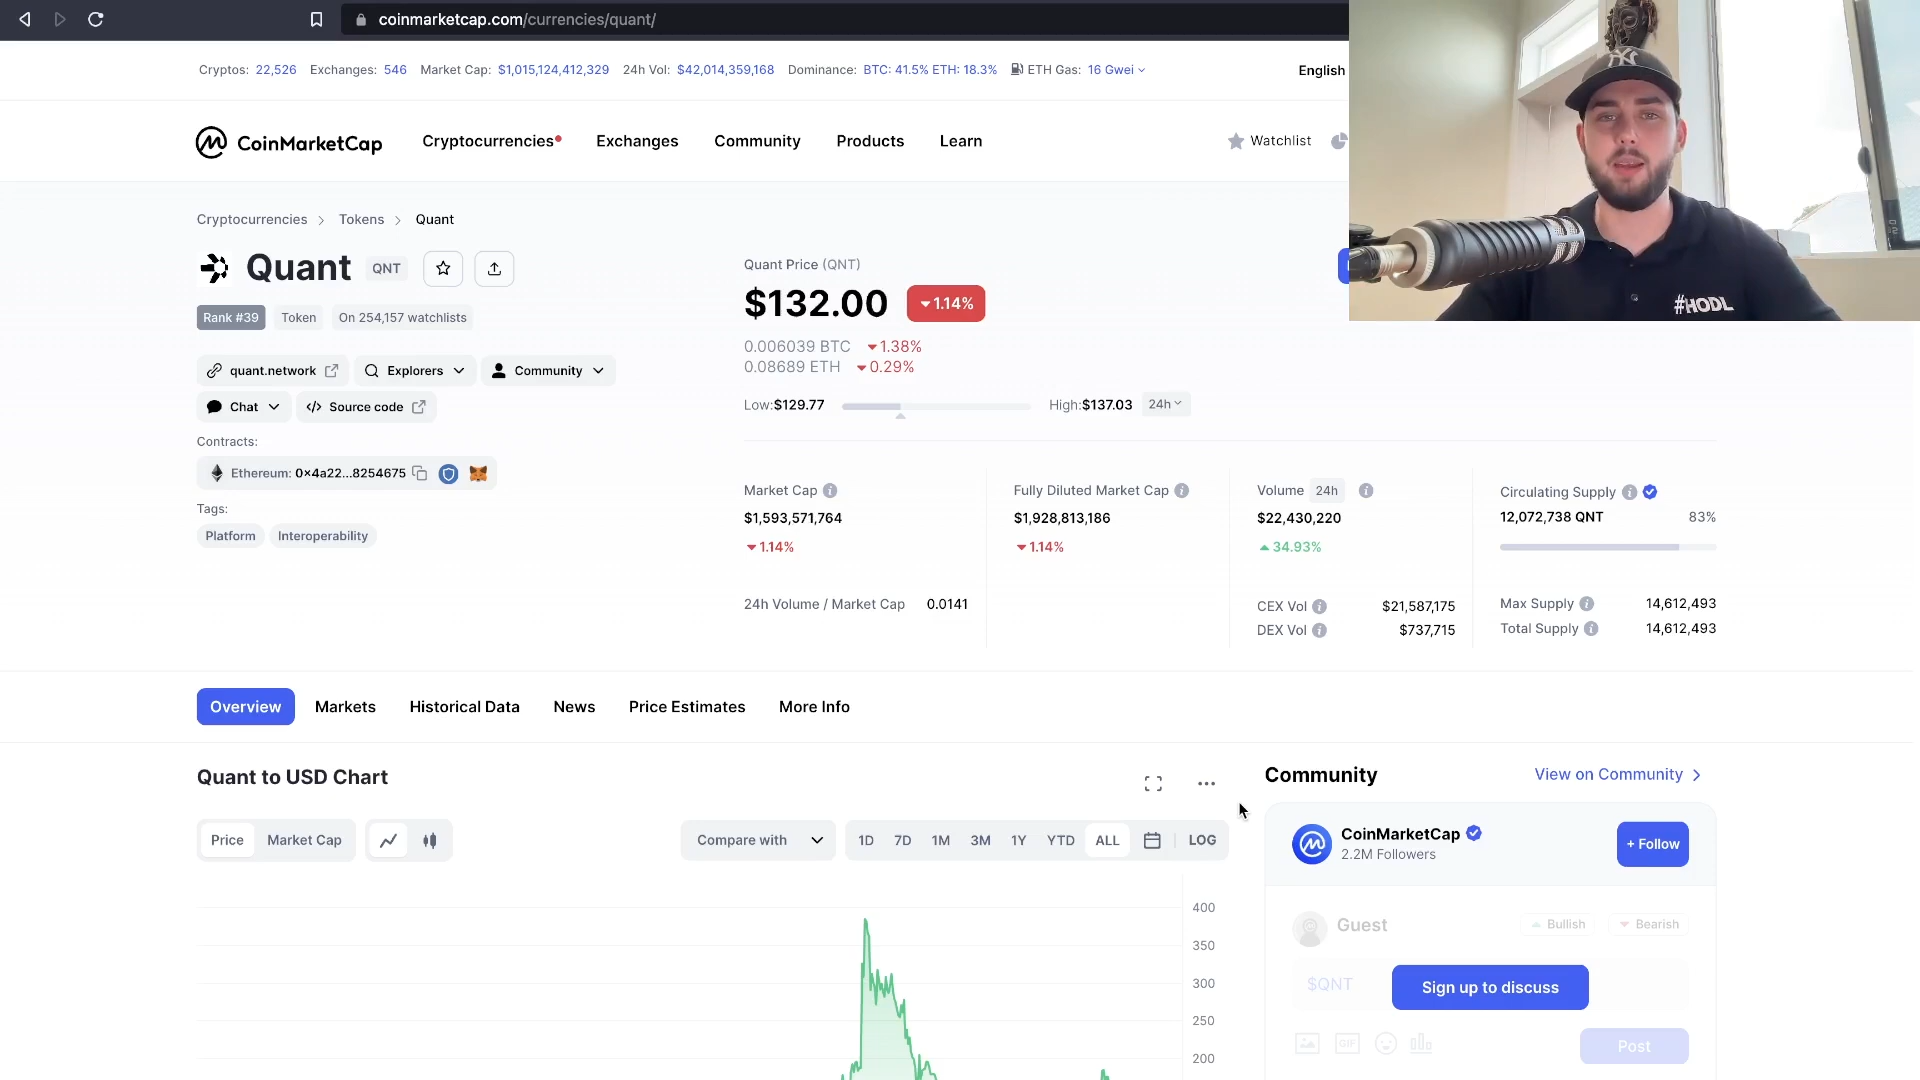 coinmarketcap.com/currencies/quant/
Cryptos: 22,526 Exchanges: 546 Market Cap: $1,015,124,412,329 24h Vol: $42,014,359,168 Dominance: BTC: 41.5% ETH: 18.3% ETH Gas: 16 Gwei
English
CoinMarketCap
Cryptocurrencies Exchanges Community Products Learn
Watchlist
NY
#HODL
Cryptocurrencies > Tokens > Quant
Quant QNT
Rank #39 Token On 254,157 watchlists
quant.network Explorers Community
Chat </> Source code
Contracts:
Ethereum: 0x4a22...8254675
Tags:
Platform Interoperability
Quant Price (QNT)
$132.00 1.14%
0.006039 BTC 1.38%
0.08689 ETH 0.29%
Low:$129.77 High:$137.03 24h
Market Cap
$1,593,571,764
1.14%
24h Volume / Market Cap 0.0141
Fully Diluted Market Cap
$1,928,813,186
1.14%
Volume 24h
$22,430,220
34.93%
CEX Vol $21,587,175
DEX Vol $737,715
Circulating Supply
12,072,738 QNT 83%
Max Supply 14,612,493
Total Supply 14,612,493
Overview Markets Historical Data News Price Estimates More Info
Quant to USD Chart
Price Market Cap
Compare with 1D 7D 1M 3M 1Y YTD ALL LOG
400
350
300
250
200
Community View on Community >
CoinMarketCap
2.2M Followers
+ Follow
Guest Bullish Bearish
$QNT
Sign up to discuss
GIF
Post